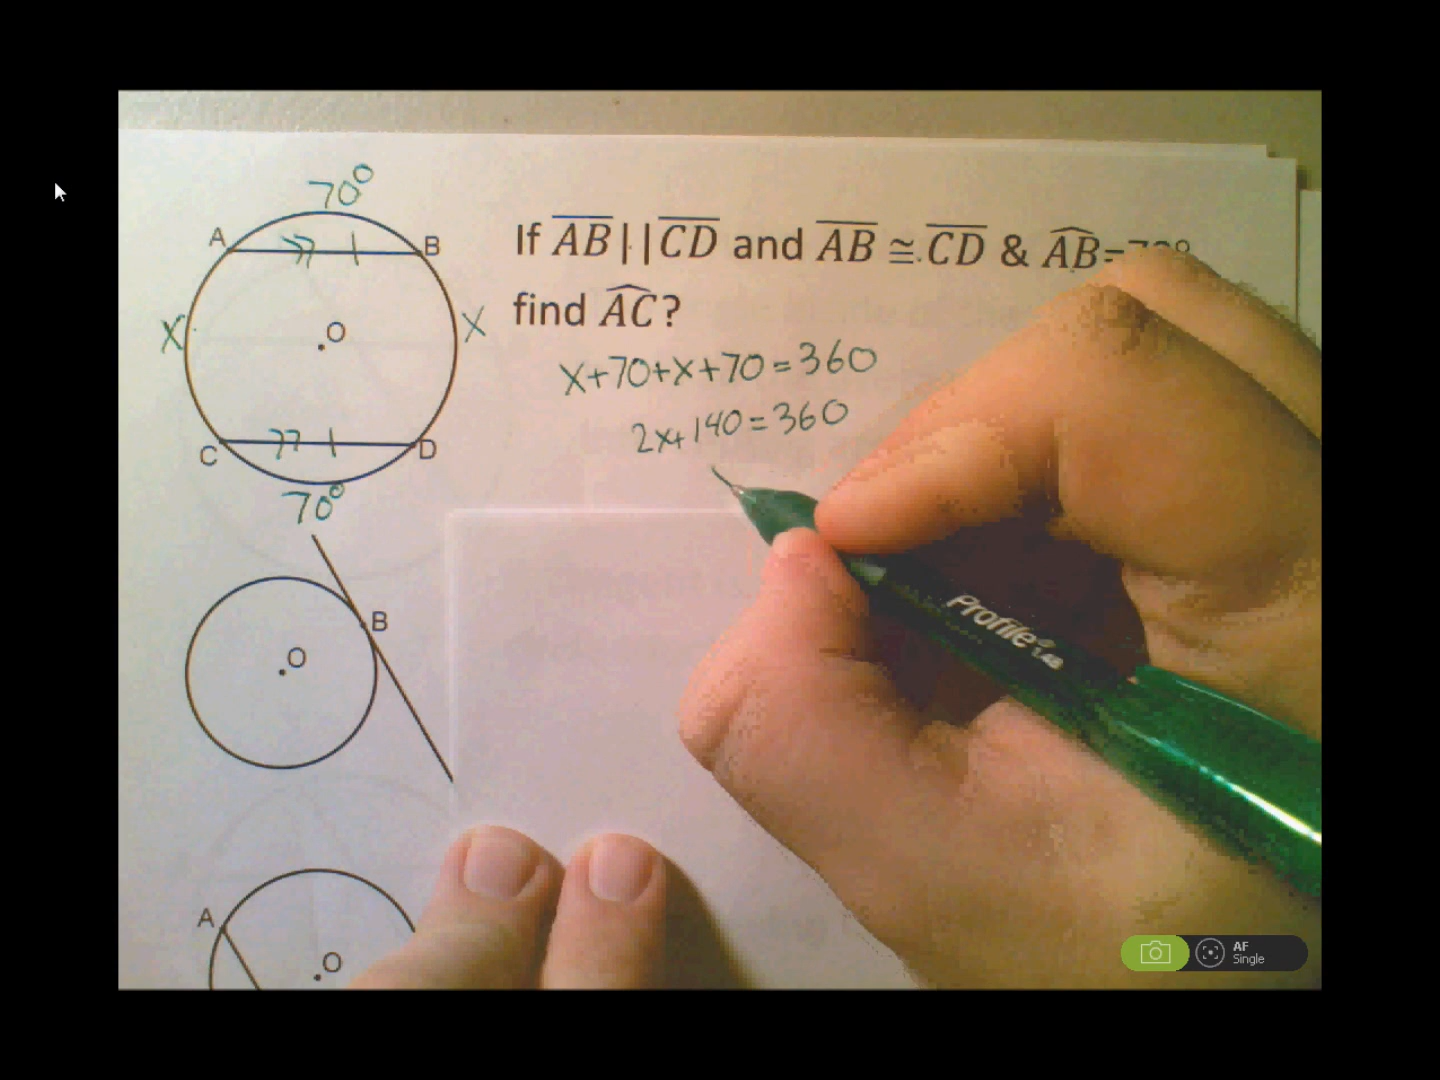 70°
A
B
If AB||CD and AB ≅ CD & AB=70°
find AC?
X
X
O
x+70+x+70=360
2x+140=360
C
D
70°
B
O
Profile
A
O
AF
Single